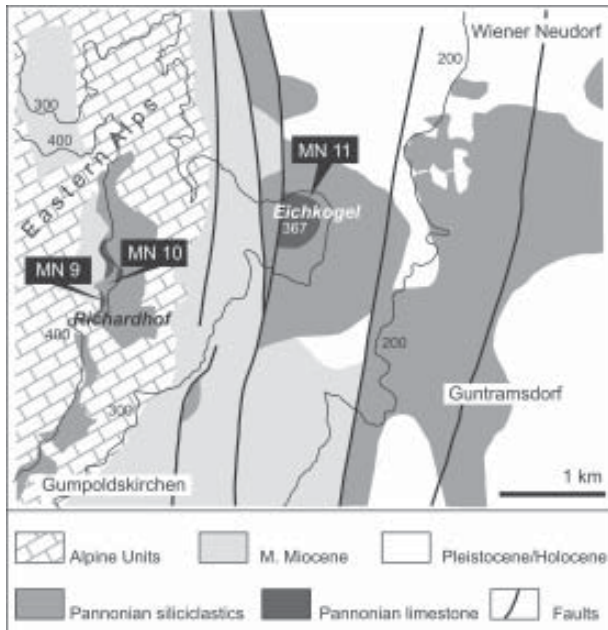 Wiener Neudorf
200
300
400
Eastern Alps
MN 11
Eichkogel
367
MN 10
MN 9
Richardhof
400
200
300
Guntramsdorf
Gumpoldskirchen
1 km
Alpine Units
M. Miocene
Pleistocene/Holocene
Pannonian siliciclastics
Pannonian limestone
Faults